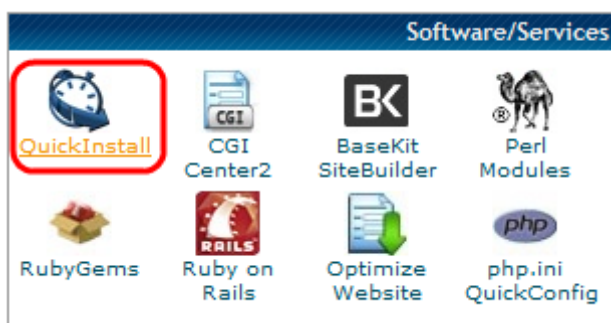 Software/Services
CGI
BK
®
QuickInstall
CGI
Center2
BaseKit
SiteBuilder
Perl
Modules
RAILS
php
RubyGems
Ruby on
Rails
Optimize
Website
php.ini
QuickConfig